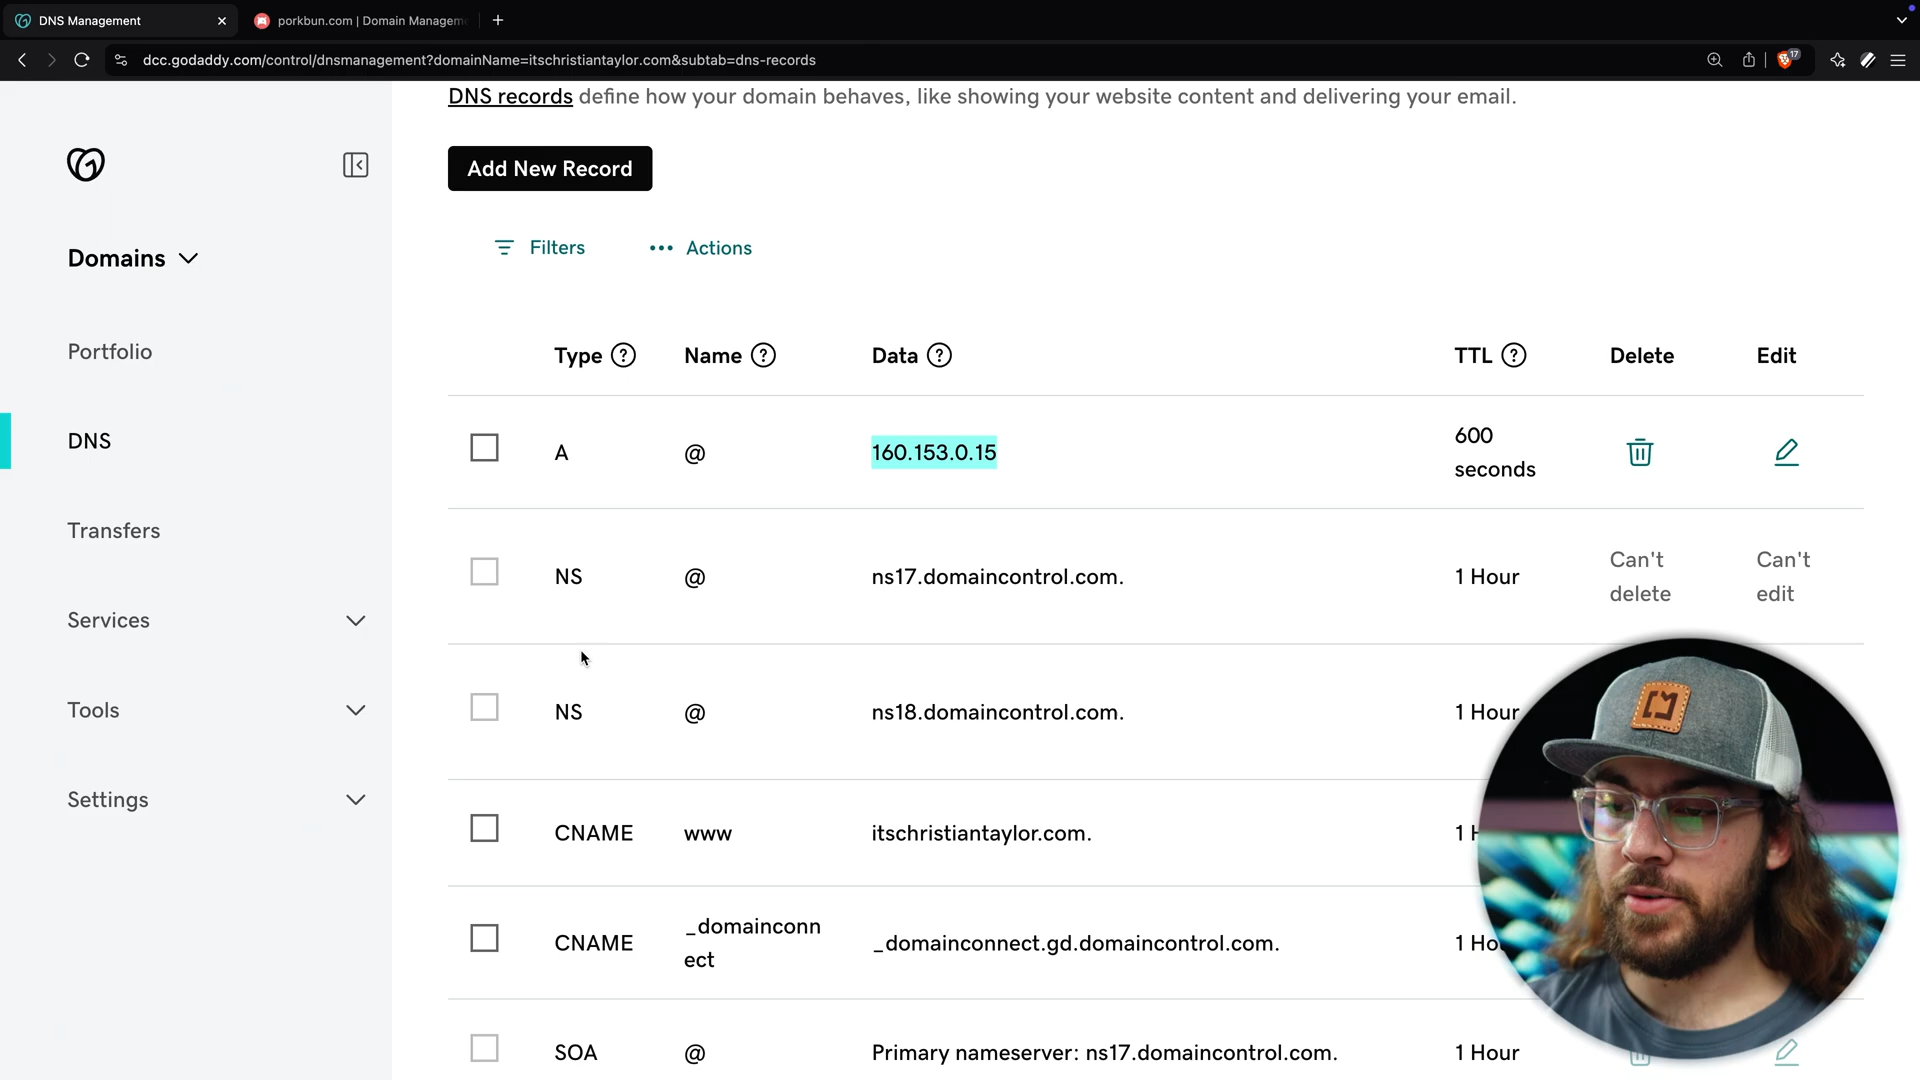 DNS Management
porkbun.com | Domain Managem
dcc.godaddy.com/control/dnsmanagement?domainName=itschristiantaylor.com&subtab=dns-records
17
DNS records define how your domain behaves, like showing your website content and delivering your email.
Add New Record
Domains
Filters
Actions
Portfolio
DNS
Transfers
Services
Tools
Settings
Type ? Name ? Data ? TTL ? Delete Edit
A @ 160.153.0.15 600 seconds
NS @ ns17.domaincontrol.com. 1 Hour Can't delete Can't edit
NS @ ns18.domaincontrol.com. 1 Hour
CNAME www itschristiantaylor.com. 1 H
CNAME _domainconnect _domainconnect.gd.domaincontrol.com. 1 Ho
SOA @ Primary nameserver: ns17.domaincontrol.com. 1 Hour